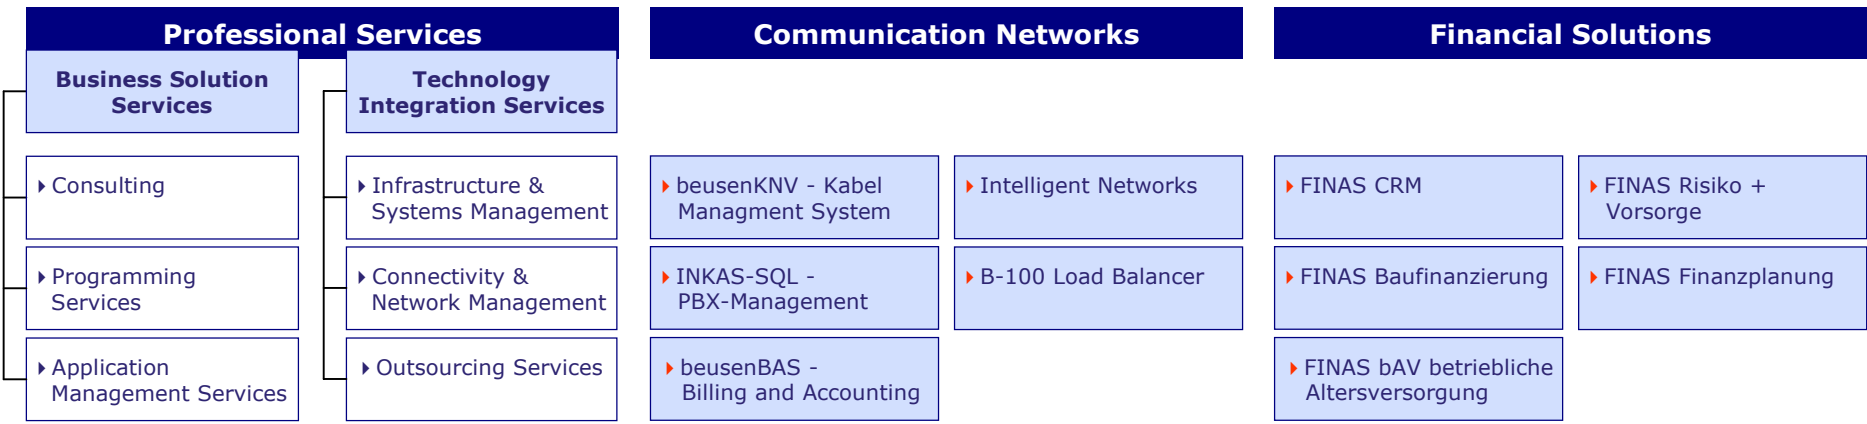 Professional Services
Business Solution
Services
Consulting
Programming
Services
Application
Management Services
Technology
Integration Services
Infrastructure &
Systems Management
Connectivity &
Network Management
Outsourcing Services
Communication Networks
beusenKNV - Kabel
Managment System
INKAS-SQL -
PBX-Management
beusenBAS -
Billing and Accounting
Intelligent Networks
B-100 Load Balancer
Financial Solutions
FINAS CRM
FINAS Baufinanzierung
FINAS bAV betriebliche
Altersversorgung
FINAS Risiko +
Vorsorge
FINAS Finanzplanung